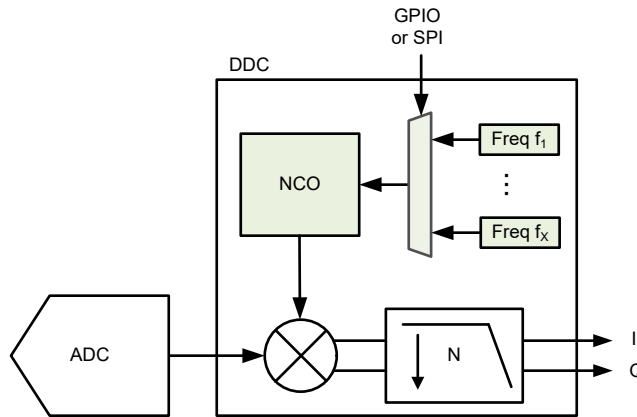 GPIO
or SPI
DDC
Freq f1
NCO
⋮
Freq fX
ADC
N
I
Q